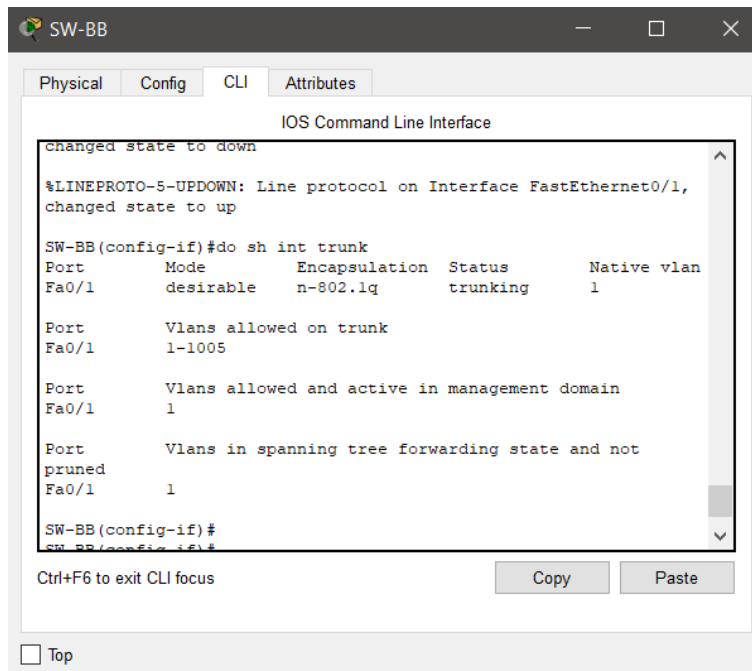 SW-BB
Physical Config CLI Attributes
IOS Command Line Interface
changed state to down
%LINEPROTO-5-UPDOWN: Line protocol on Interface FastEthernet0/1,
changed state to up
SW-BB(config-if)#do sh int trunk
Port Mode Encapsulation Status Native vlan
Fa0/1 desirable n-802.1q trunking 1
Port Vlans allowed on trunk
Fa0/1 1-1005
Port Vlans allowed and active in management domain
Fa0/1 1
Port Vlans in spanning tree forwarding state and not
pruned
Fa0/1 1
SW-BB(config-if)#
SW-BB(config-if)#
Ctrl+F6 to exit CLI focus Copy Paste
Top